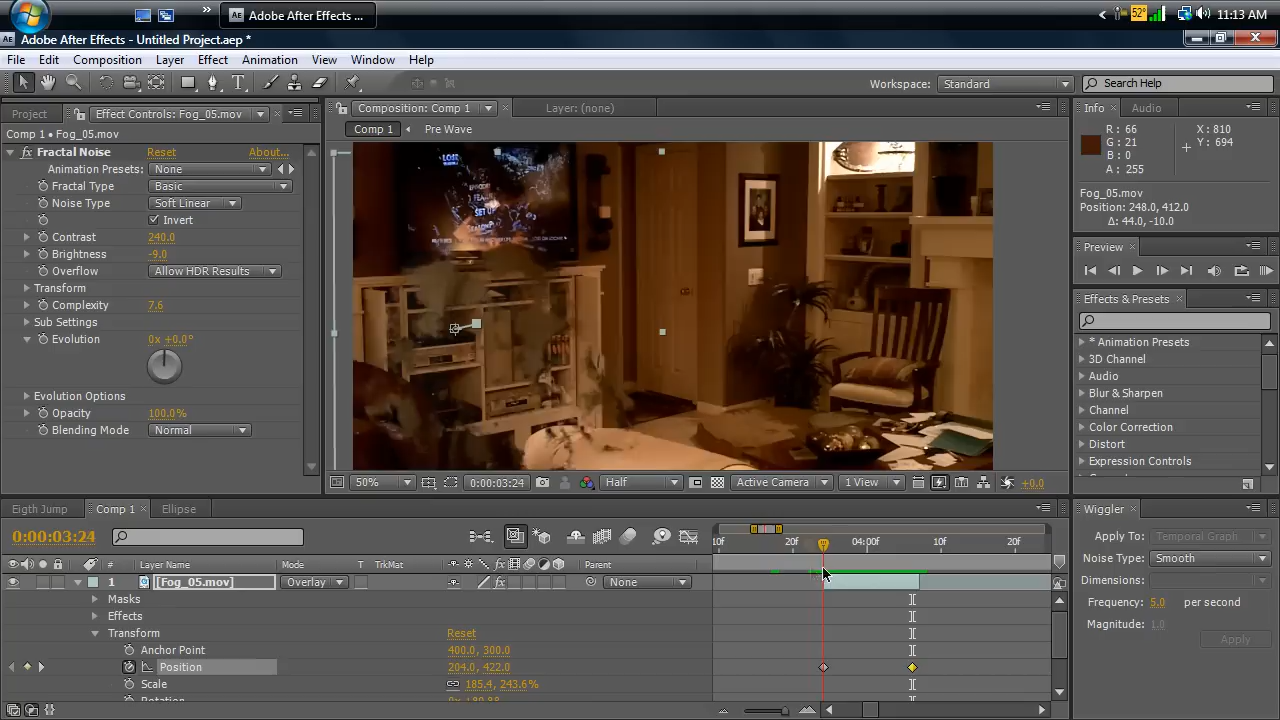 » Adobe After Effects ... 52° 11:13 AM
Adobe After Effects - Untitled Project.aep *
File Edit Composition Layer Effect Animation View Window Help
Workspace: Standard Search Help
Project Effect Controls: Fog_05.mov Composition: Comp 1 Layer: (none) Info Audio
Comp 1 • Fog_05.mov Comp 1 Pre Wave
fx Fractal Noise Reset About...
Animation Presets: None
Fractal Type Basic
Noise Type Soft Linear
Invert
Contrast 240.0
Brightness -9.0
Overflow Allow HDR Results
Transform
Complexity 7.6
Sub Settings
Evolution 0x +0.0°
Evolution Options
Opacity 100.0%
Blending Mode Normal
LOST
SET UP
R : 66 X : 810
G : 21 Y : 694
B : 0
A : 255
Fog_05.mov
Position: 248.0, 412.0
Δ: 44.0, -10.0
Preview
Effects & Presets
* Animation Presets
3D Channel
Audio
Blur & Sharpen
Channel
Color Correction
Distort
Expression Controls
50% 0:00:03:24 Half Active Camera 1 View +0.0
Eigth Jump Comp 1 Ellipse
0:00:03:24
10f 20f 04:00f 10f 20f
# Layer Name Mode T TrkMat Parent
1 [Fog_05.mov] Overlay fx None
Masks
Effects
Transform Reset
Anchor Point 400.0, 300.0
Position 204.0, 422.0
Scale 185.4, 243.6%
Wiggler
Apply To: Temporal Graph
Noise Type: Smooth
Dimensions:
Frequency: 5.0 per second
Magnitude: 1.0
Apply